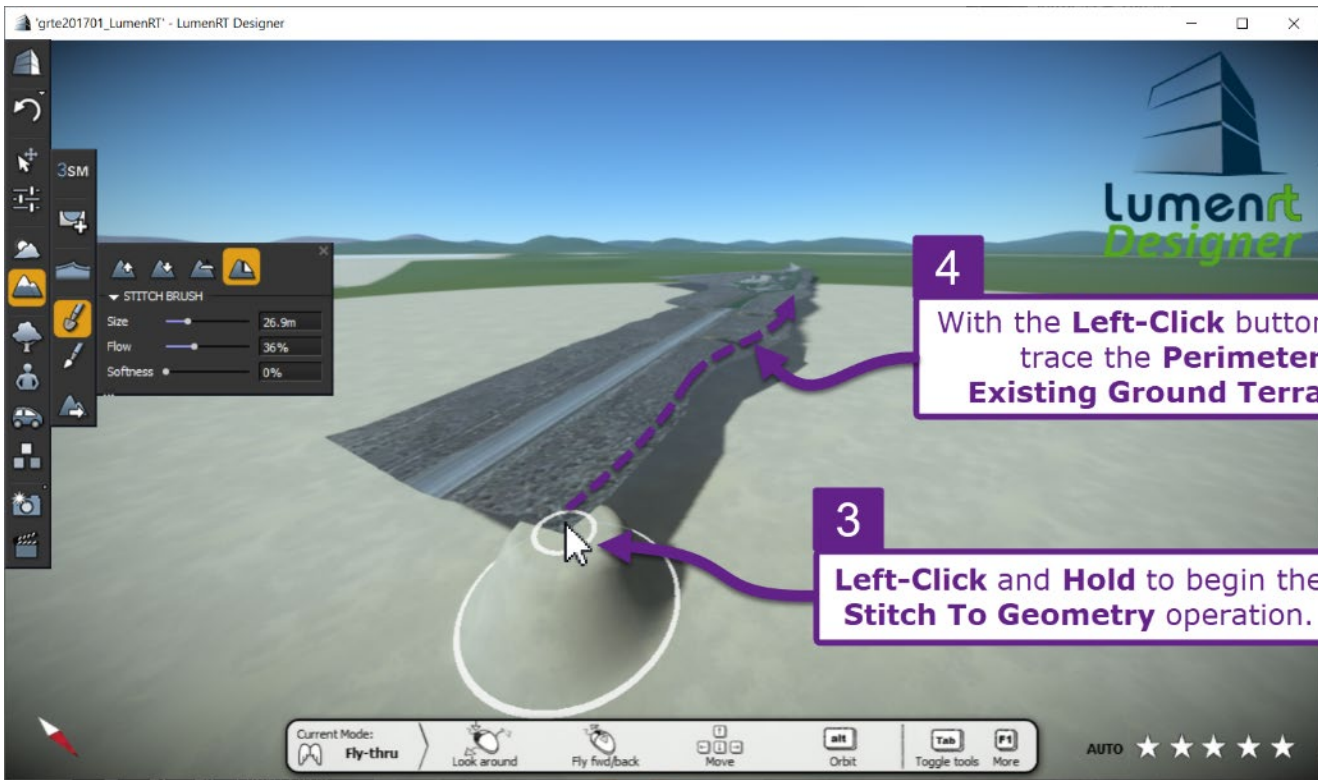 'grte201701_LumenRT' - LumenRT Designer
3SM
STITCH BRUSH
Size 26.9m
Flow 36%
Softness 0%
Lumenrt
Designer
4
With the Left-Click button
trace the Perimeter
Existing Ground Terra
3
Left-Click and Hold to begin the
Stitch To Geometry operation.
Current Mode:
Fly-thru
Look around
Fly fwd/back
Move
alt
Orbit
Tab
Toggle tools
F1
More
AUTO